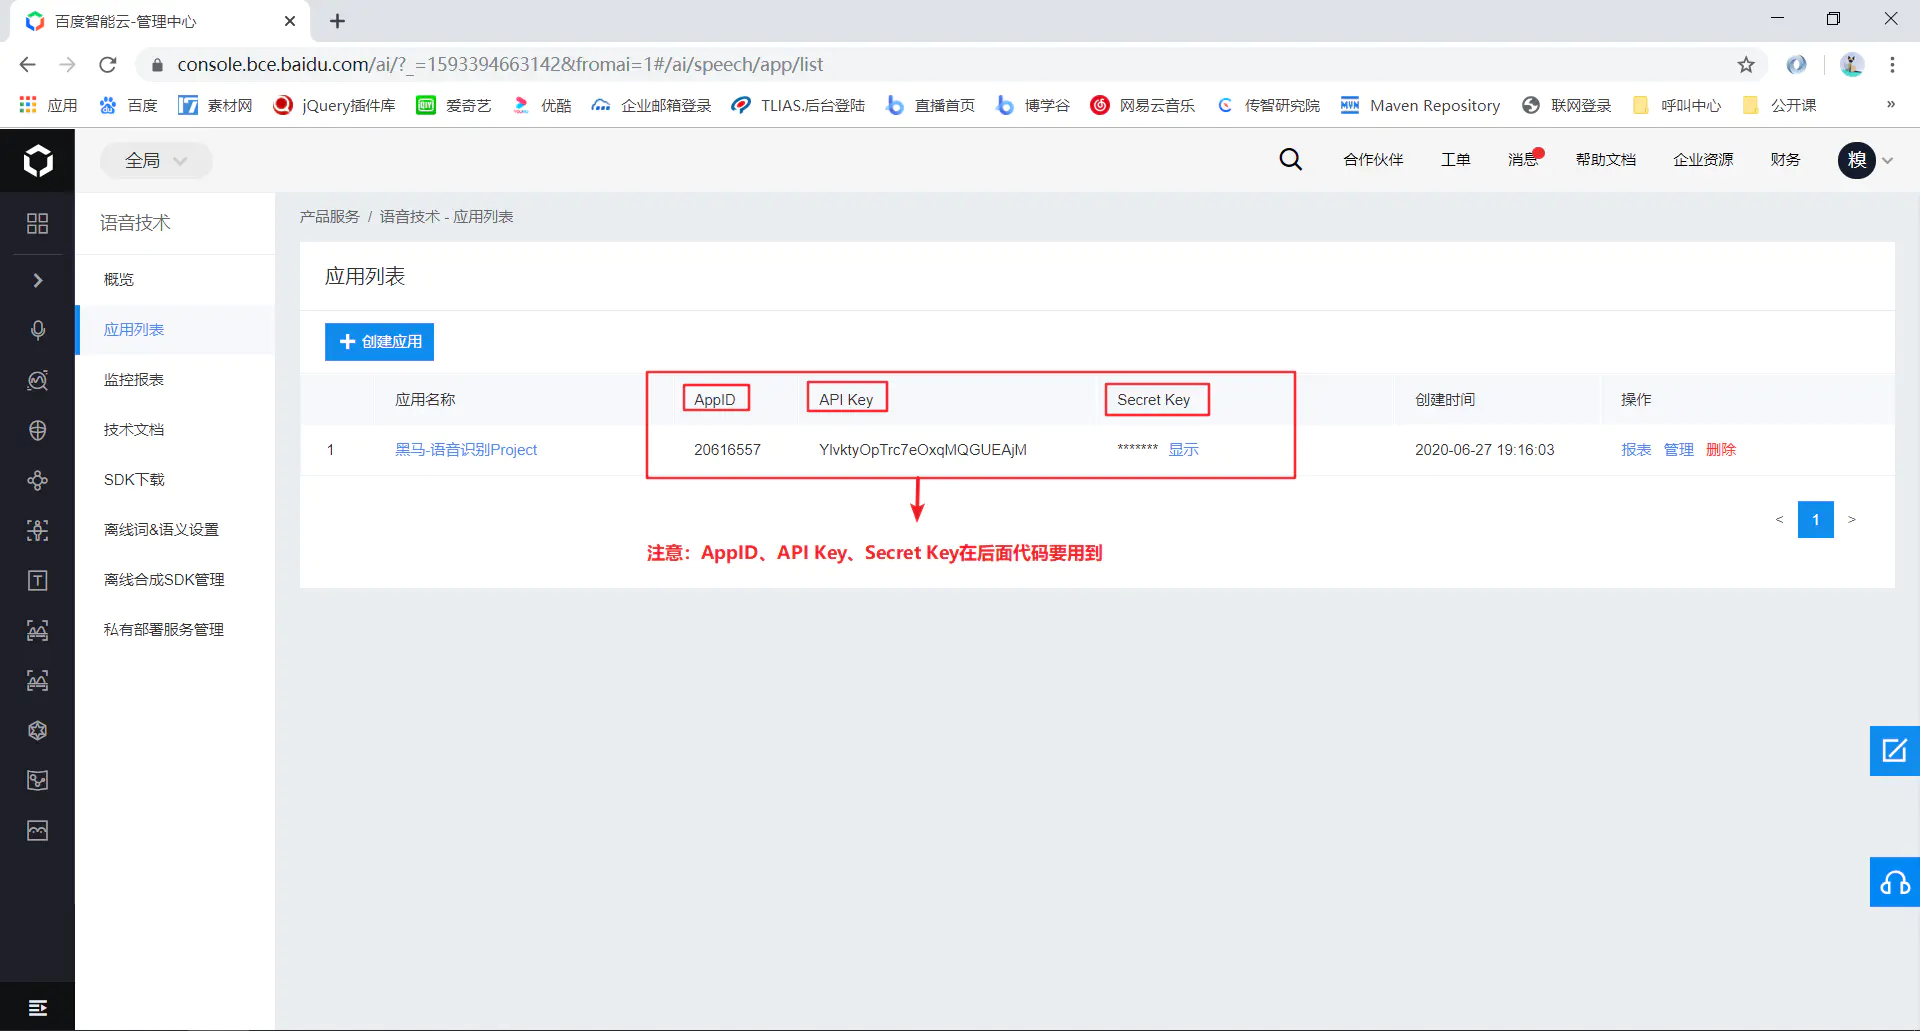 百度智能云-管理中心
console.bce.baidu.com/ai/?_=1593394663142&fromai=1#/ai/speech/app/list
应用 百度 素材网 jQuery插件库 爱奇艺 优酷 企业邮箱登录 TLIAS.后台登陆 直播首页 博学谷 网易云音乐 传智研究院 Maven Repository 联网登录 呼叫中心 公开课 »
全局 合作伙伴 工单 消息 帮助文档 企业资源 财务 糗
语音技术
产品服务 / 语音技术 - 应用列表
概览
应用列表
监控报表
技术文档
SDK下载
离线词&语义设置
离线合成SDK管理
私有部署服务管理
应用列表
+ 创建应用
应用名称 AppID API Key Secret Key 创建时间 操作
1 黑马-语音识别Project 20616557 YlvktyOpTrc7eOxqMQGUEAjM ******* 显示 2020-06-27 19:16:03 报表 管理 删除
< 1 >
注意：AppID、API Key、Secret Key在后面代码要用到